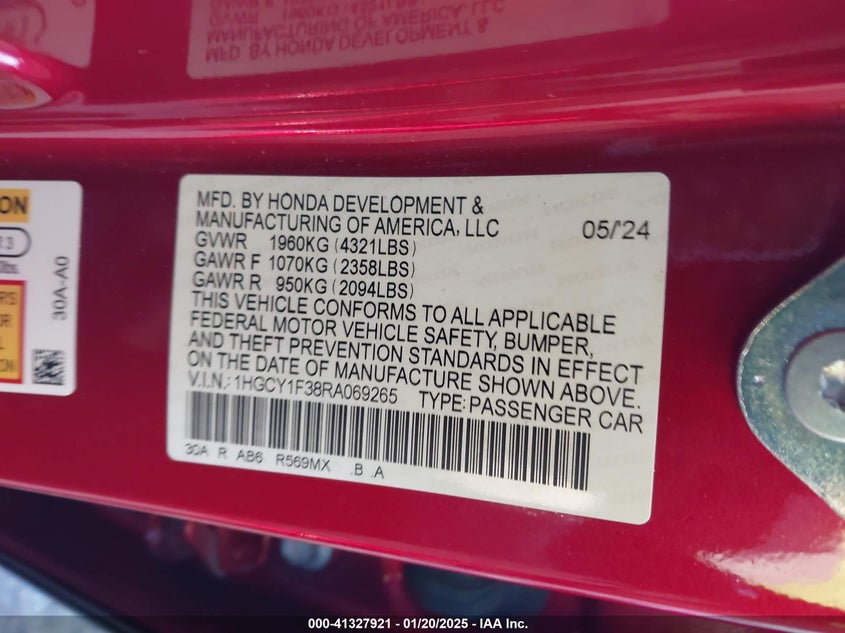 MFD. BY HONDA DEVELOPMENT &
MANUFACTURING OF AMERICA, LLC 05/'24
GVWR 1960KG (4321LBS)
GAWR F 1070KG (2358LBS)
GAWR R 950KG (2094LBS)
THIS VEHICLE CONFORMS TO ALL APPLICABLE
FEDERAL MOTOR VEHICLE SAFETY, BUMPER,
AND THEFT PREVENTION STANDARDS IN EFFECT
ON THE DATE OF MANUFACTURE SHOWN ABOVE.
V.I.N.: 1HGCY1F38RA069265 TYPE: PASSENGER CAR
30A R AB6 R569MX .B .A
30A-A0
000-41327921 / 01/20/2025 / IAA Inc.